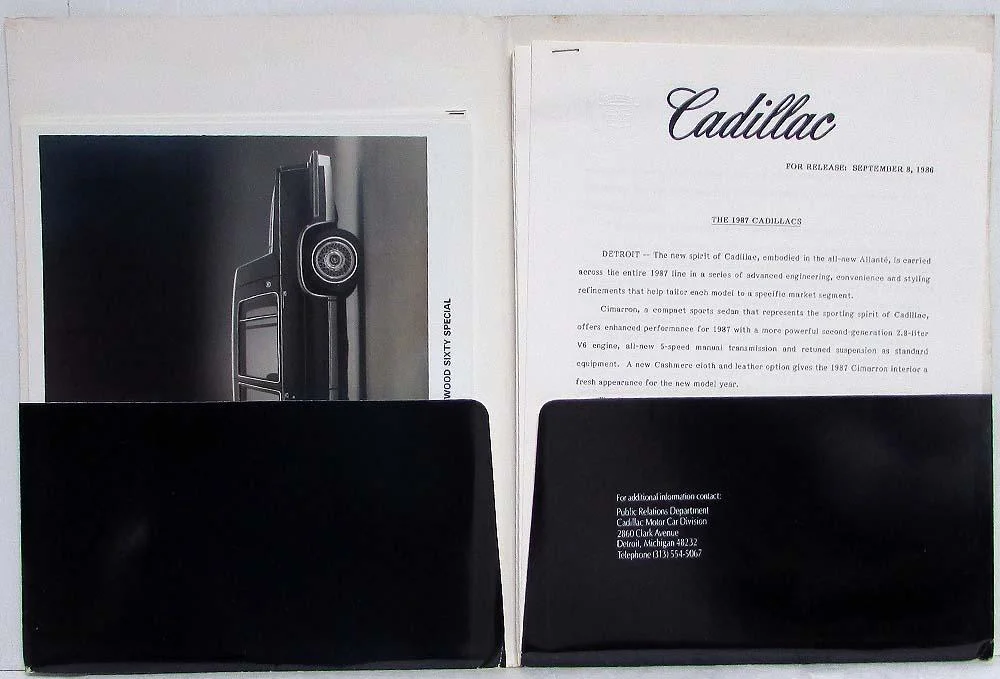 WOOD SIXTY SPECIAL
Cadillac
FOR RELEASE: SEPTEMBER 8, 1986
THE 1987 CADILLACS
DETROIT -- The new spirit of Cadillac, embodied in the all-new Allanté, is carried
across the entire 1987 line in a series of advanced engineering, convenience and styling
refinements that help tailor each model to a specific market segment.
Cimarron, a compact sports sedan that represents the sporting spirit of Cadillac,
offers enhanced performance for 1987 with a more powerful second-generation 2.8-liter
V6 engine, all-new 5-speed manual transmission and retuned suspension as standard
equipment. A new Cashmere cloth and leather option gives the 1987 Cimarron interior a
fresh appearance for the new model year.
For additional information contact:
Public Relations Department
Cadillac Motor Car Division
2860 Clark Avenue
Detroit, Michigan 48232
Telephone (313) 554-5067